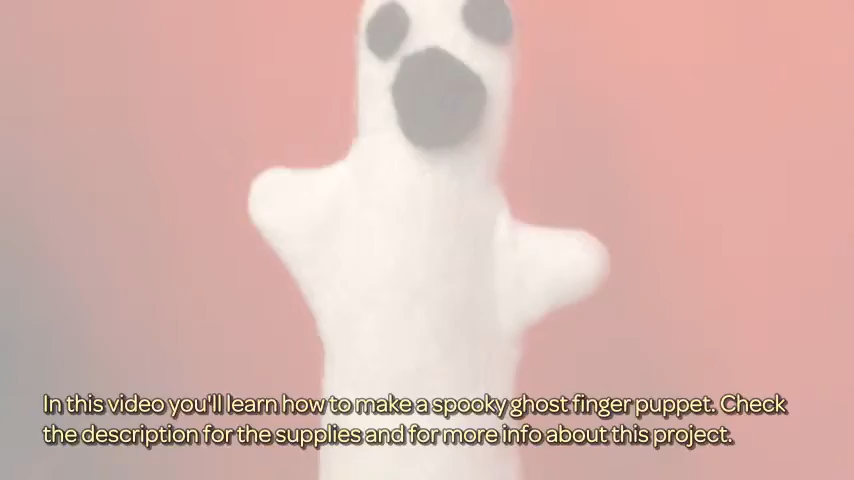 In this video you'll learn how to make a spooky ghost finger puppet. Check
the description for the supplies and for more info about this project.